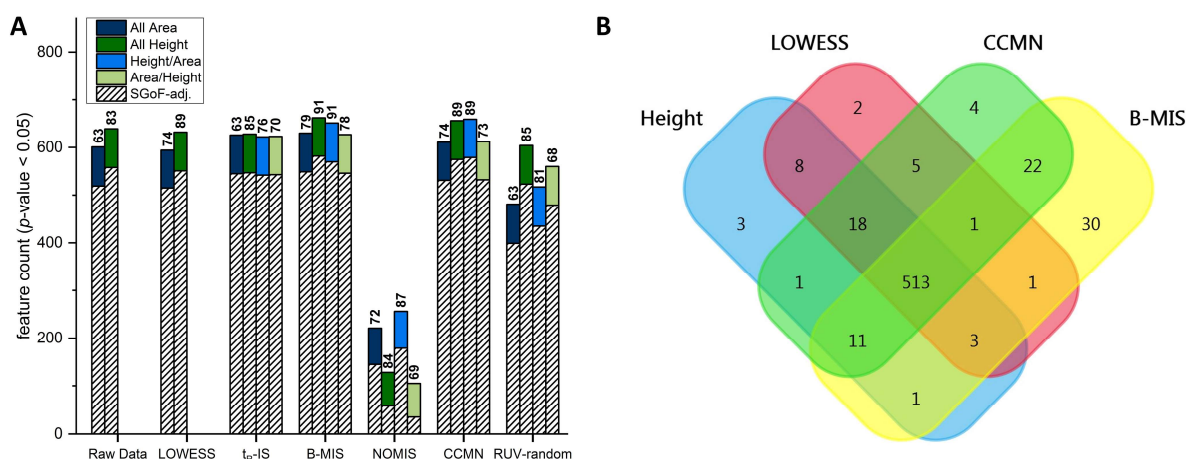 A
All Area
All Height
Height/Area
Area/Height
SGoF-adj.
feature count (p-value < 0.05)
800
600
400
200
0
63 83
74 89
63 85 76 70
79 91 91 78
72 84 87 69
74 89 89 73
63 85 81 68
Raw Data LOWESS tR-IS B-MIS NOMIS CCMN RUV-random
B
LOWESS CCMN
Height B-MIS
2 4
8 5 22
3 18 1 30
1 513 1
11 3
1